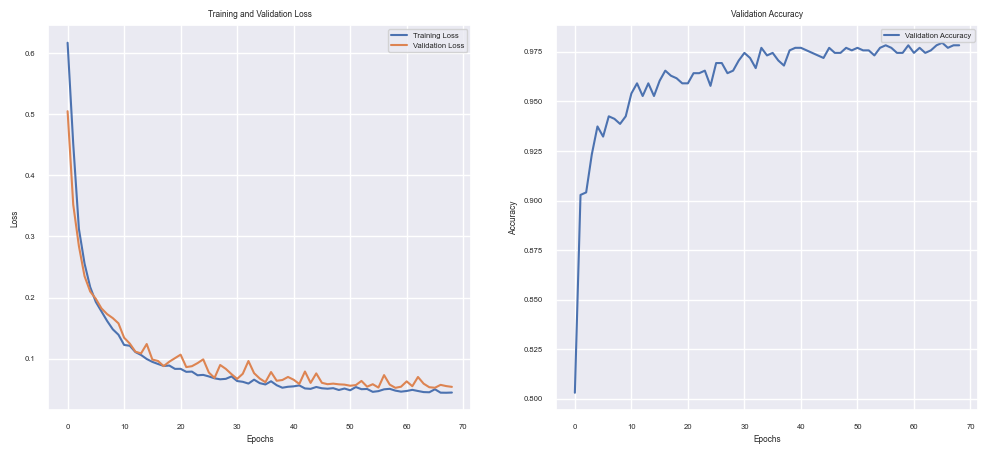 Training and Validation Loss
Training Loss
Validation Loss
0.6
0.5
0.4
0.3
0.2
0.1
Loss
0 10 20 30 40 50 60 70
Epochs
Validation Accuracy
Validation Accuracy
0.975
0.950
0.925
0.900
0.875
0.850
0.825
0.800
Accuracy
0 10 20 30 40 50 60 70
Epochs